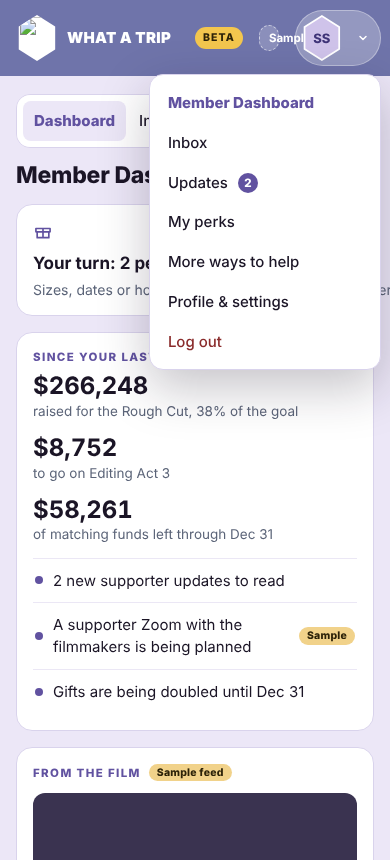 WHAT A TRIP
BETA
Sampl
SS
Member Dashboard
Inbox
Updates 2
My perks
More ways to help
Profile & settings
Log out
Dashboard
Member Das
Your turn: 2 pe
Sizes, dates or ho
SINCE YOUR LAS
$266,248
raised for the Rough Cut, 38% of the goal
$8,752
to go on Editing Act 3
$58,261
of matching funds left through Dec 31
2 new supporter updates to read
A supporter Zoom with the
filmmakers is being planned
Sample
Gifts are being doubled until Dec 31
FROM THE FILM
Sample feed